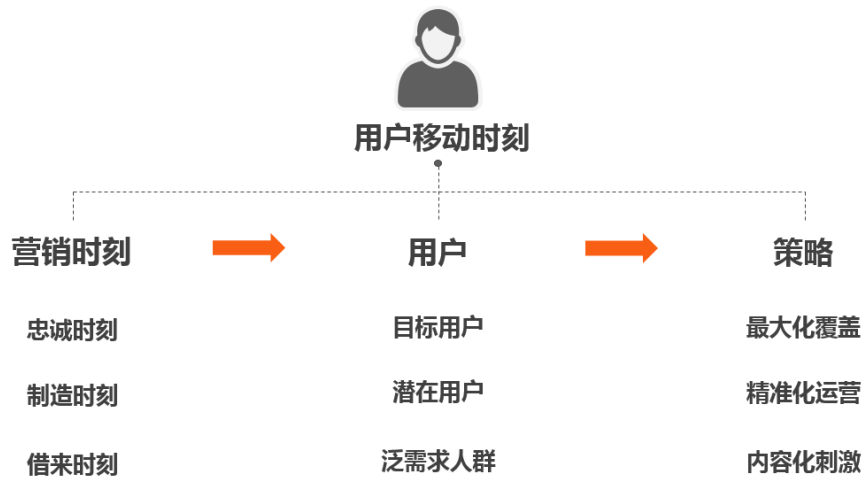 用户移动时刻
营销时刻 用户 策略
忠诚时刻 目标用户 最大化覆盖
制造时刻 潜在用户 精准化运营
借来时刻 泛需求人群 内容化刺激